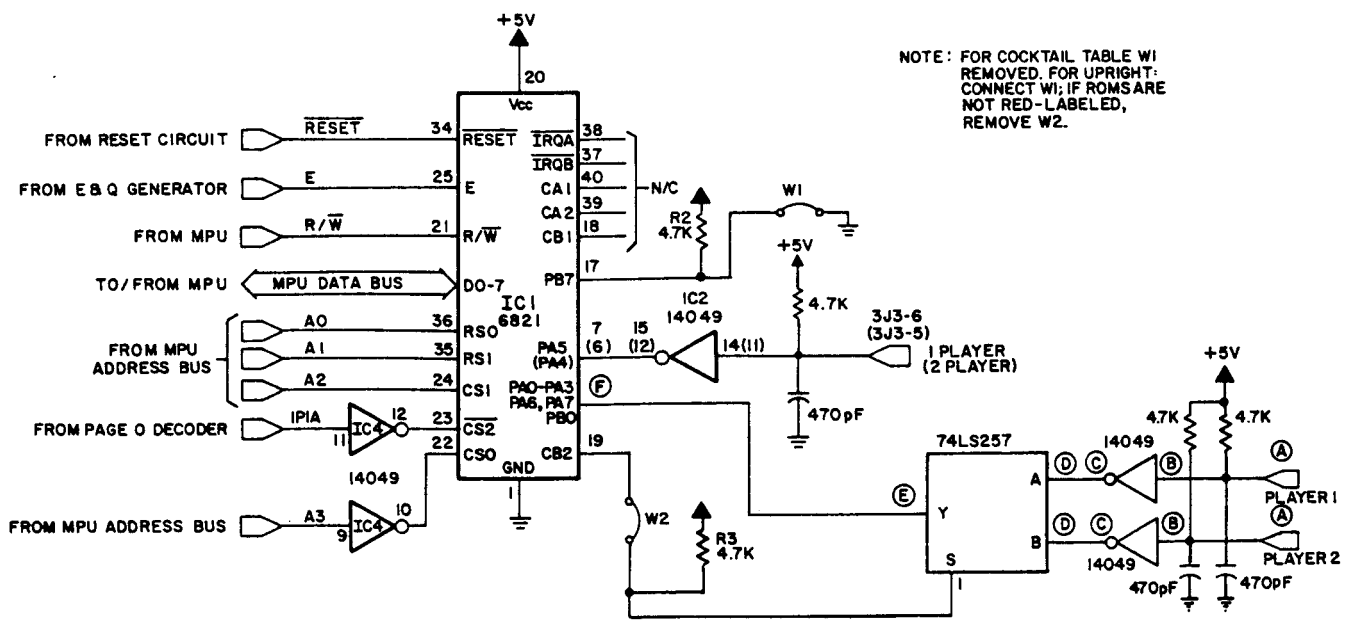 +5V
20
Vcc
NOTE: FOR COCKTAIL TABLE W1
REMOVED. FOR UPRIGHT:
CONNECT W1; IF ROMS ARE
NOT RED-LABELED,
REMOVE W2.
FROM RESET CIRCUIT
RESET
34
RESET
IRQA
38
IRQB
37
FROM E & Q GENERATOR
E
25
E
CA1
40
N/C
CA2
39
FROM MPU
R/W
21
R/W
CB1
18
R2
4.7K
W1
TO/FROM MPU
MPU DATA BUS
DO-7
PB7
17
+5V
4.7K
IC1
6821
IC2
14049
FROM MPU
ADDRESS BUS
A0
36
RS0
A1
35
RS1
A2
24
CS1
PA5
(PA4)
7
(6)
15
(12)
14(11)
3J3-6
(3J3-5)
1 PLAYER
(2 PLAYER)
470pF
PA0-PA3
PA6, PA7
PB0
F
FROM PAGE 0 DECODER
IPIA
11
IC4
12
23
CS2
14049
22
CS0
CB2
19
GND
1
FROM MPU ADDRESS BUS
A3
9
IC4
10
W2
R3
4.7K
74LS257
E
Y
A
B
S
1
+5V
4.7K
4.7K
14049
D
C
B
A
PLAYER 1
D
C
B
A
PLAYER 2
14049
470pF
470pF